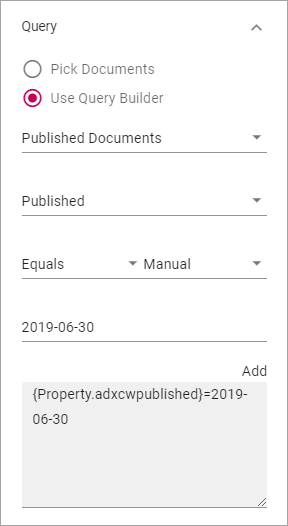 Query
Pick Documents
Use Query Builder
Published Documents
Published
Equals Manual
2019-06-30
Add
{Property.adxcwpublished}=2019-
06-30